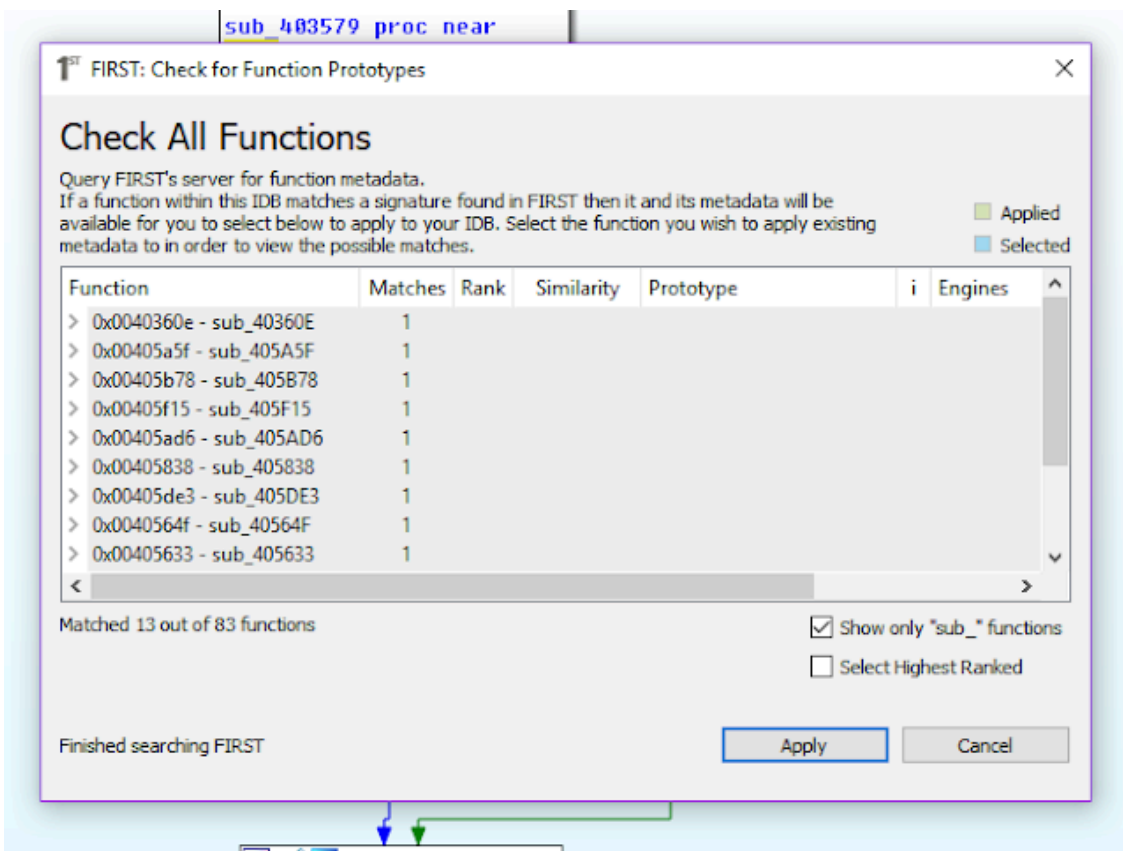 sub_403579 proc near
1ST FIRST: Check for Function Prototypes
Check All Functions
Query FIRST's server for function metadata.
If a function within this IDB matches a signature found in FIRST then it and its metadata will be
available for you to select below to apply to your IDB. Select the function you wish to apply existing
metadata to in order to view the possible matches.
Applied
Selected
Function Matches Rank Similarity Prototype i Engines
0x0040360e - sub_40360E 1
0x00405a5f - sub_405A5F 1
0x00405b78 - sub_405B78 1
0x00405f15 - sub_405F15 1
0x00405ad6 - sub_405AD6 1
0x00405838 - sub_405838 1
0x00405de3 - sub_405DE3 1
0x0040564f - sub_40564F 1
0x00405633 - sub_405633 1
Matched 13 out of 83 functions
Show only "sub_" functions
Select Highest Ranked
Finished searching FIRST
Apply
Cancel